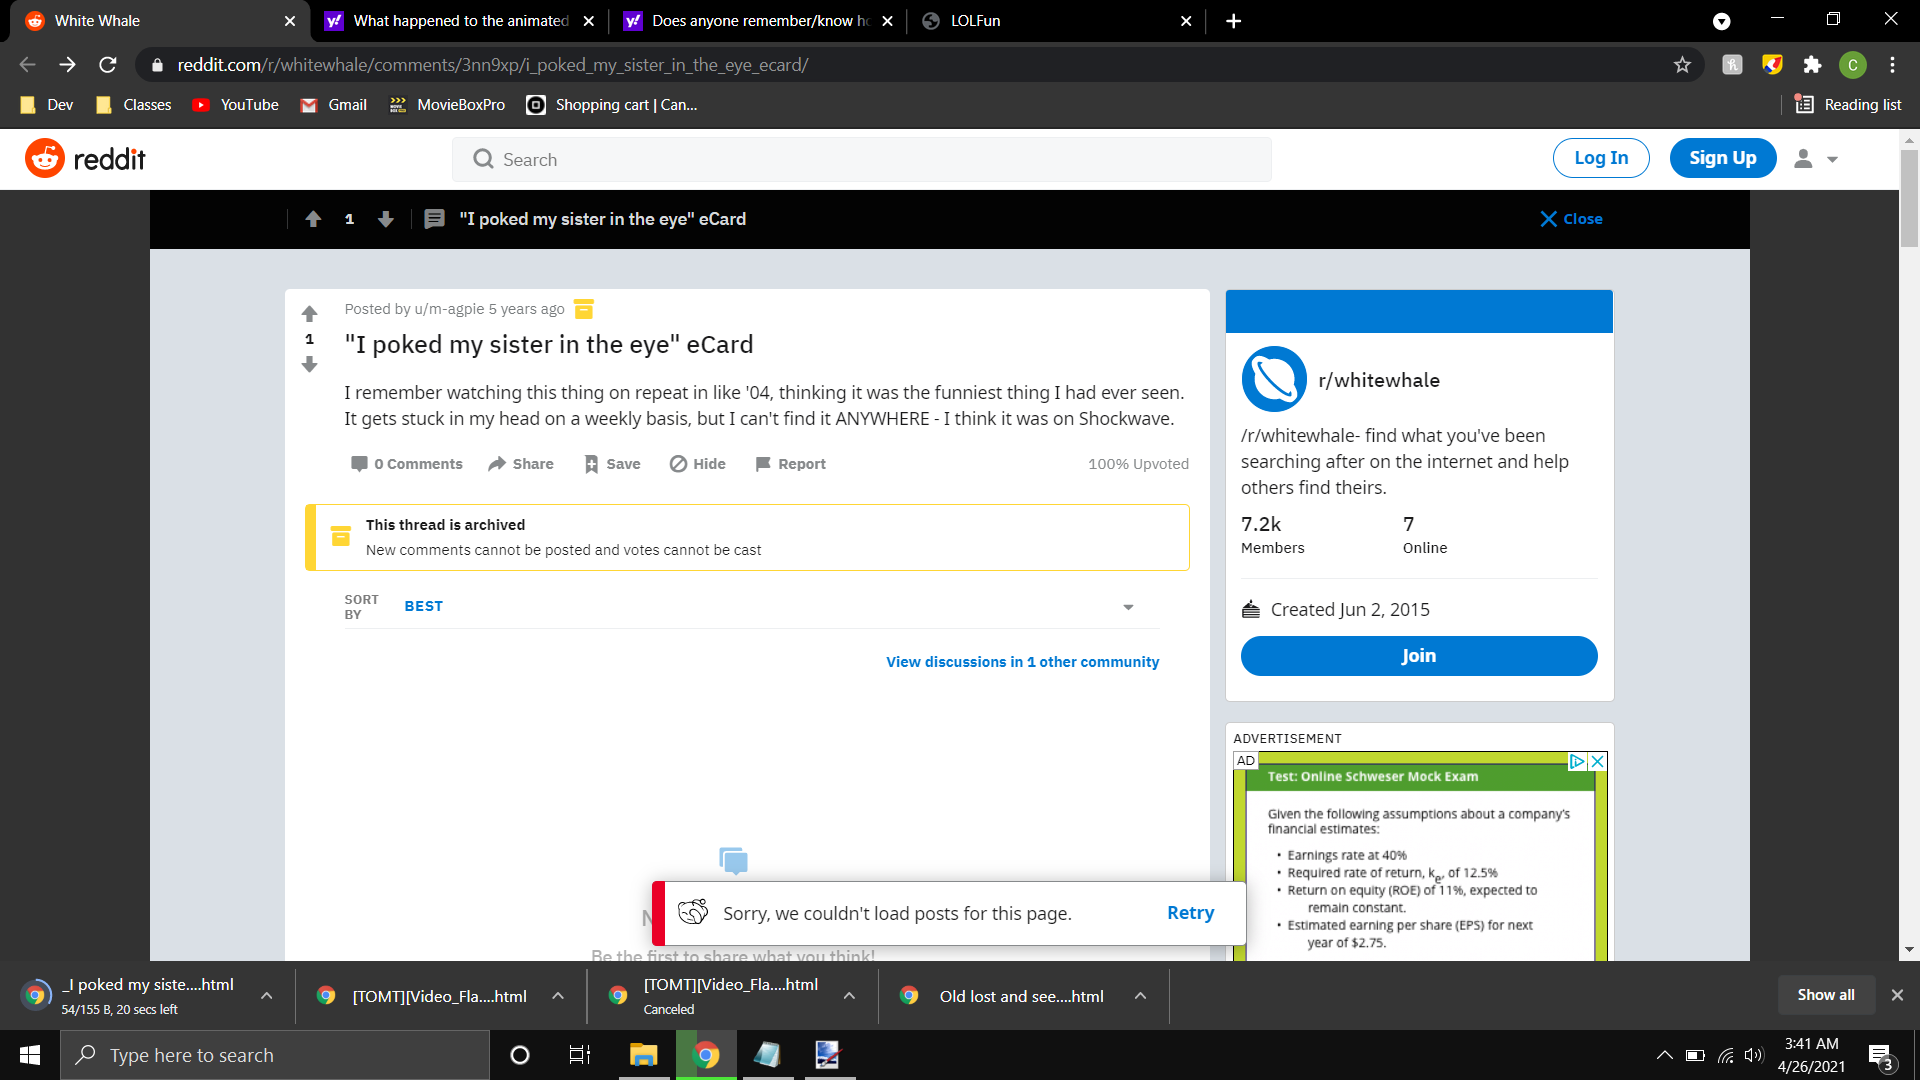 White Whale
What happened to the animated
Does anyone remember/know ho
LOLFun
reddit.com/r/whitewhale/comments/3nn9xp/i_poked_my_sister_in_the_eye_ecard/
C
Dev
Classes
YouTube
Gmail
MovieBoxPro
Shopping cart | Can...
Reading list
reddit
Search
Log In
Sign Up
1
"I poked my sister in the eye" eCard
Close
Posted by u/m-agpie 5 years ago
1
"I poked my sister in the eye" eCard
I remember watching this thing on repeat in like '04, thinking it was the funniest thing I had ever seen.
It gets stuck in my head on a weekly basis, but I can't find it ANYWHERE - I think it was on Shockwave.
0 Comments
Share
Save
Hide
Report
100% Upvoted
This thread is archived
New comments cannot be posted and votes cannot be cast
SORT
BY
BEST
View discussions in 1 other community
Be the first to share what you think!
Sorry, we couldn't load posts for this page.
Retry
r/whitewhale
/r/whitewhale- find what you've been
searching after on the internet and help
others find theirs.
7.2k
7
Members
Online
Created Jun 2, 2015
Join
ADVERTISEMENT
AD
Test: Online Schweser Mock Exam
Given the following assumptions about a company's
financial estimates:
• Earnings rate at 40%
• Required rate of return, ke, of 12.5%
• Return on equity (ROE) of 11%, expected to
remain constant.
• Estimated earning per share (EPS) for next
year of $2.75.
_I poked my siste....html
54/155 B, 20 secs left
[TOMT][Video_Fla....html
[TOMT][Video_Fla....html
Canceled
Old lost and see....html
Show all
Type here to search
3:41 AM
4/26/2021
3